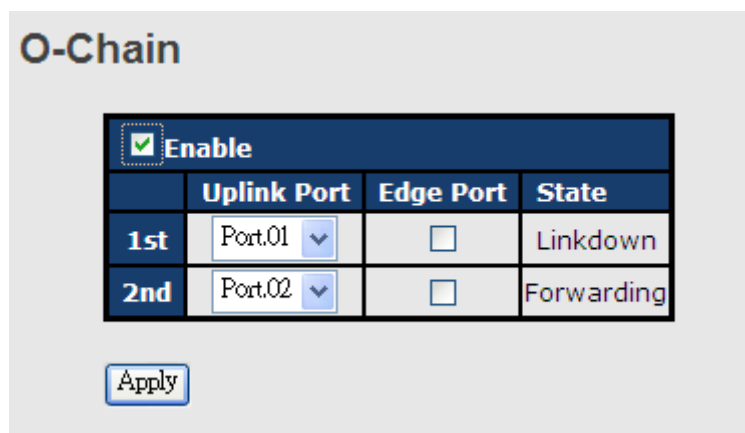 O-Chain
Enable
Uplink Port Edge Port State
1st Port.01 Linkdown
2nd Port.02 Forwarding
Apply